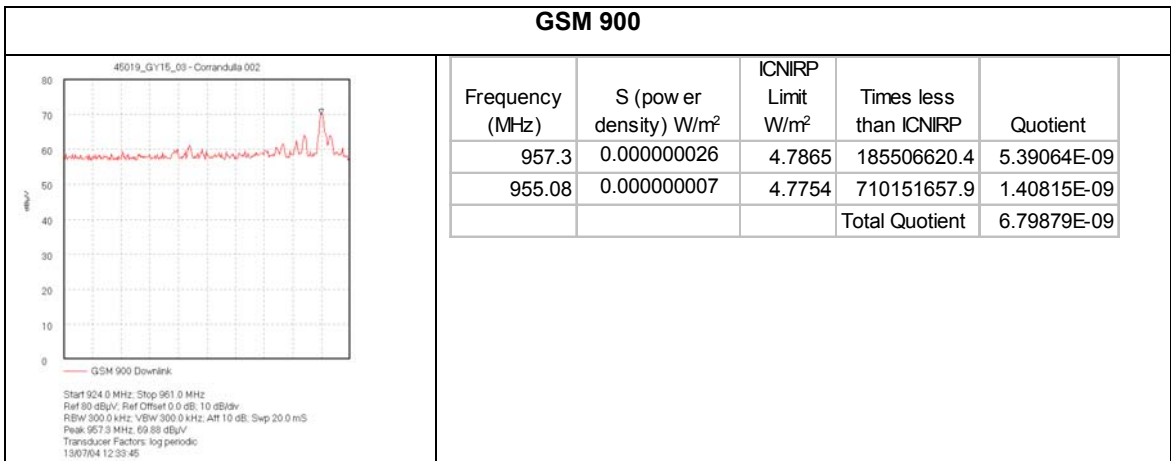 GSM 900
45019_GY15_03 - Corrandulla 002
80
70
60
50
dBµV
40
30
20
10
0
GSM 900 Downlink
Start 924.0 MHz; Stop 961.0 MHz
Ref 80 dBµV; Ref Offset 0.0 dB; 10 dB/div
RBW 300.0 kHz; VBW 300.0 kHz; Att 10 dB; Swp 20.0 mS
Peak 957.3 MHz, 69.88 dBµV
Transducer Factors: log periodic
13/07/04 12:33:45
Frequency (MHz) S (pow er density) W/m² ICNIRP Limit W/m² Times less than ICNIRP Quotient
957.3 0.000000026 4.7865 185506620.4 5.39064E-09
955.08 0.000000007 4.7754 710151657.9 1.40815E-09
Total Quotient 6.79879E-09